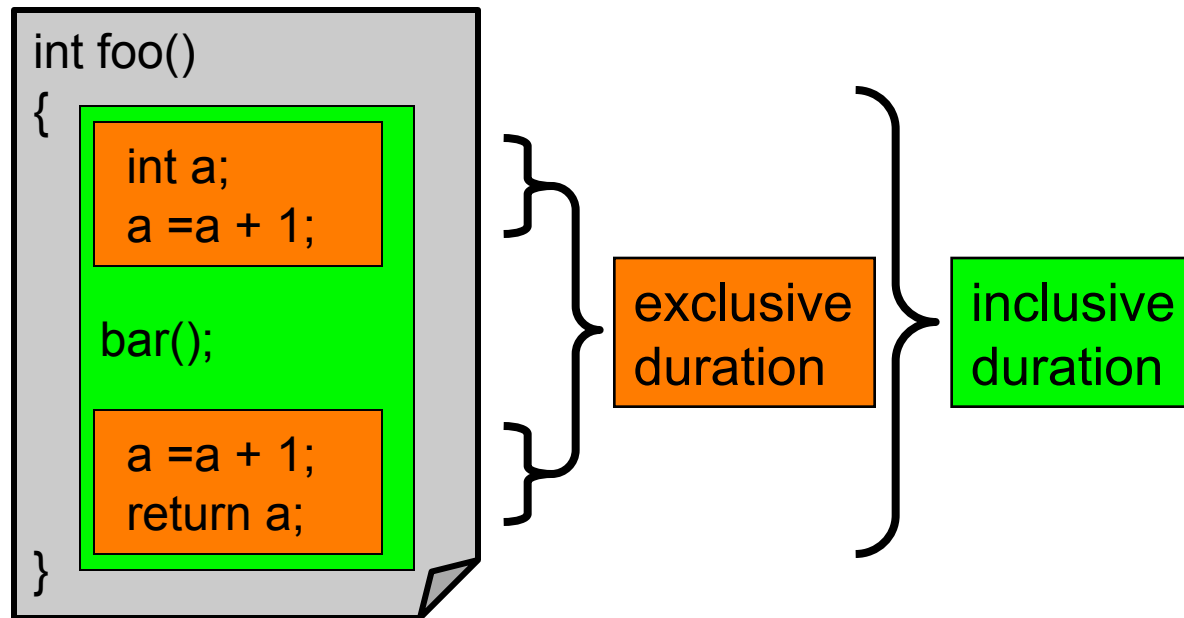 int foo()
{
int a;
a =a + 1;
bar();
a =a + 1;
return a;
}
exclusive
duration
inclusive
duration